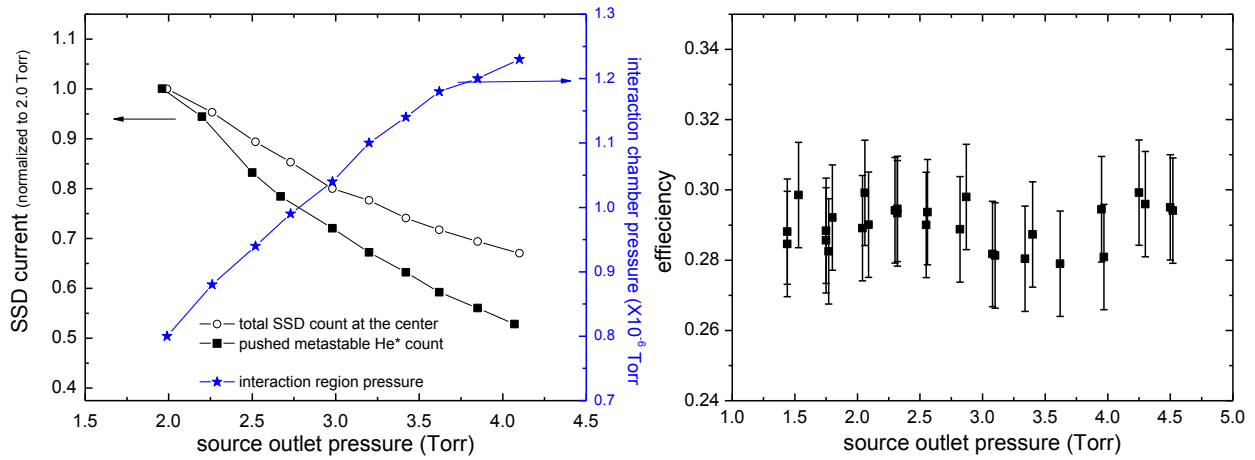 SSD current (normalized to 2.0 Torr)
1.1
1.0
0.9
0.8
0.7
0.6
0.5
0.4
total SSD count at the center
pushed metastable He* count
interaction region pressure
1.5 2.0 2.5 3.0 3.5 4.0 4.5
source outlet pressure (Torr)
1.3
1.2
1.1
1.0
0.9
0.8
0.7
interaction chamber pressure (X10⁻⁶ Torr
effieciency
0.34
0.32
0.30
0.28
0.26
0.24
1.0 1.5 2.0 2.5 3.0 3.5 4.0 4.5 5.0
source outlet pressure (Torr)